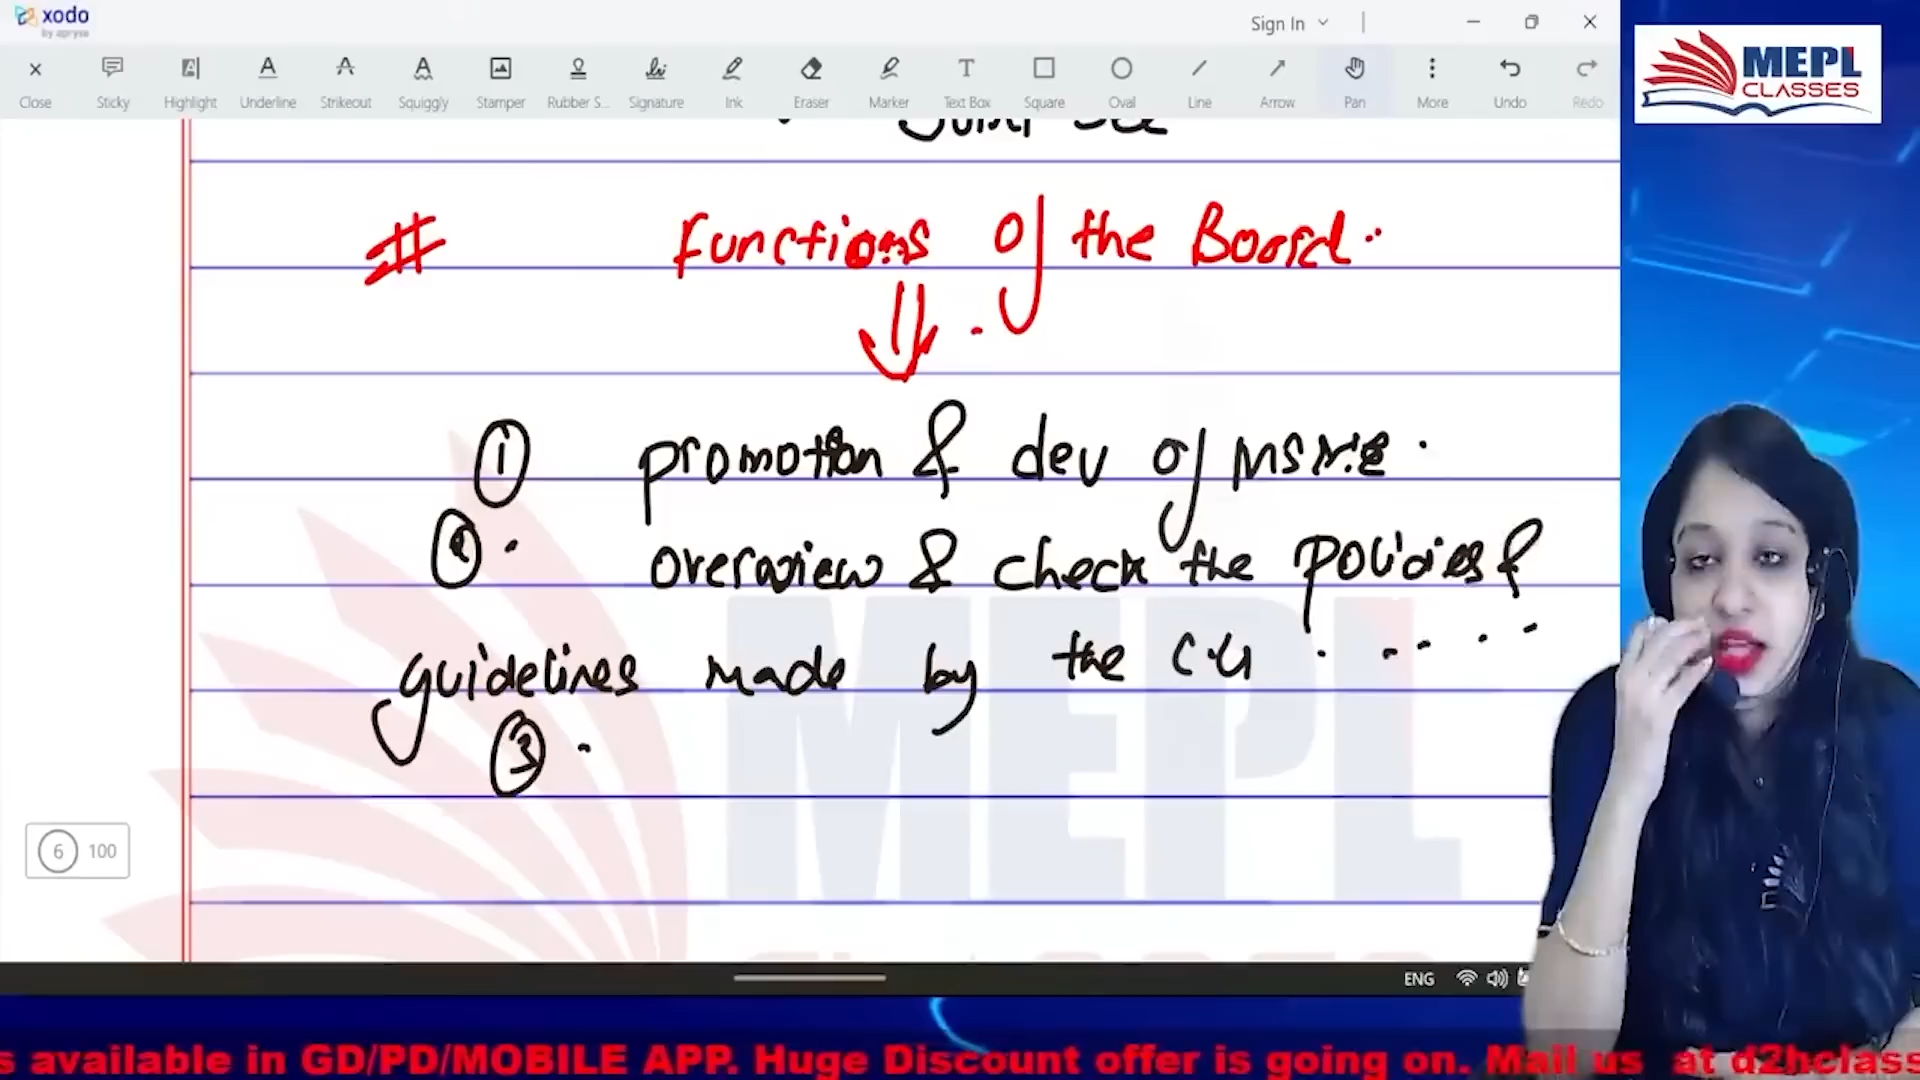 xodo
by apryse
Sign In
Close Sticky Highlight Underline Strikeout Squiggly Stamper Rubber S... Signature Ink Eraser Marker Text Box Square Oval Line Arrow Pan More Undo Redo
MEPL
CLASSES
# Functions of the Board.
① promotion & dev of MSME.
②. overview & check the policies &
guidelines made by the C.G . . . . . .
③.
MEPL
6 100
ENG
s available in GD/PD/MOBILE APP. Huge Discount offer is going on. Mail us at d2hclass